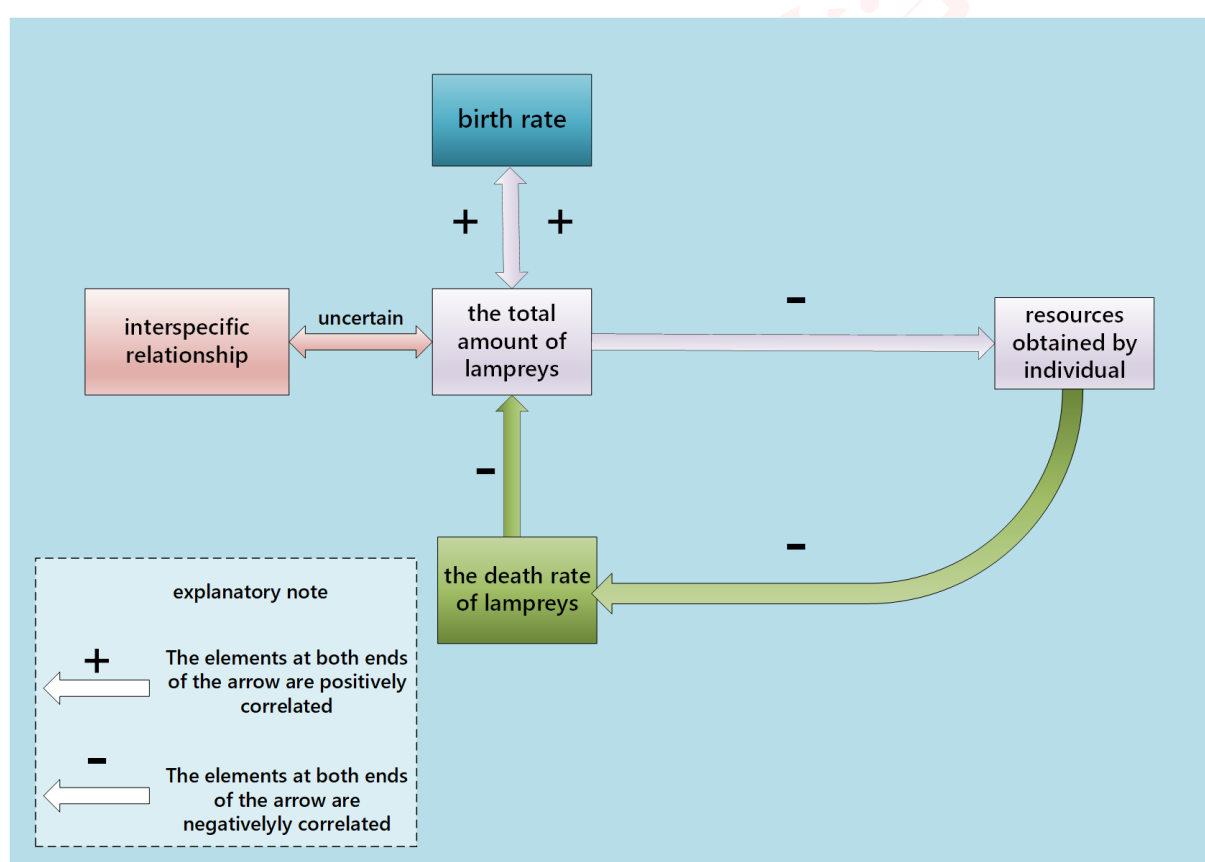 birth rate
+ +
uncertain
interspecific
relationship
the total
amount of
lampreys
-
resources
obtained by
individual
-
the death rate
of lampreys
-
explanatory note
+
The elements at both ends
of the arrow are positively
correlated
-
The elements at both ends
of the arrow are
negativelyly correlated